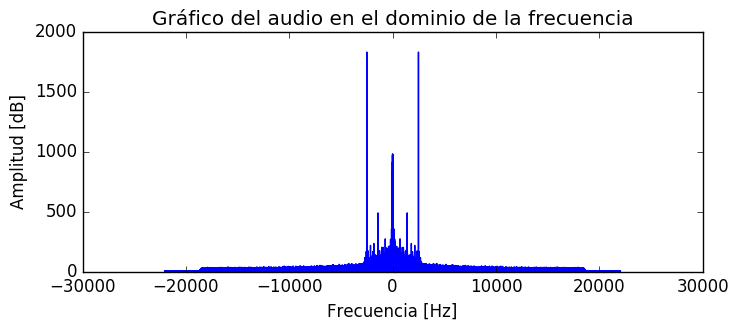 Gráfico del audio en el dominio de la frecuencia
2000
1500
1000
500
0
Amplitud [dB]
−30000 −20000 −10000 0 10000 20000 30000
Frecuencia [Hz]